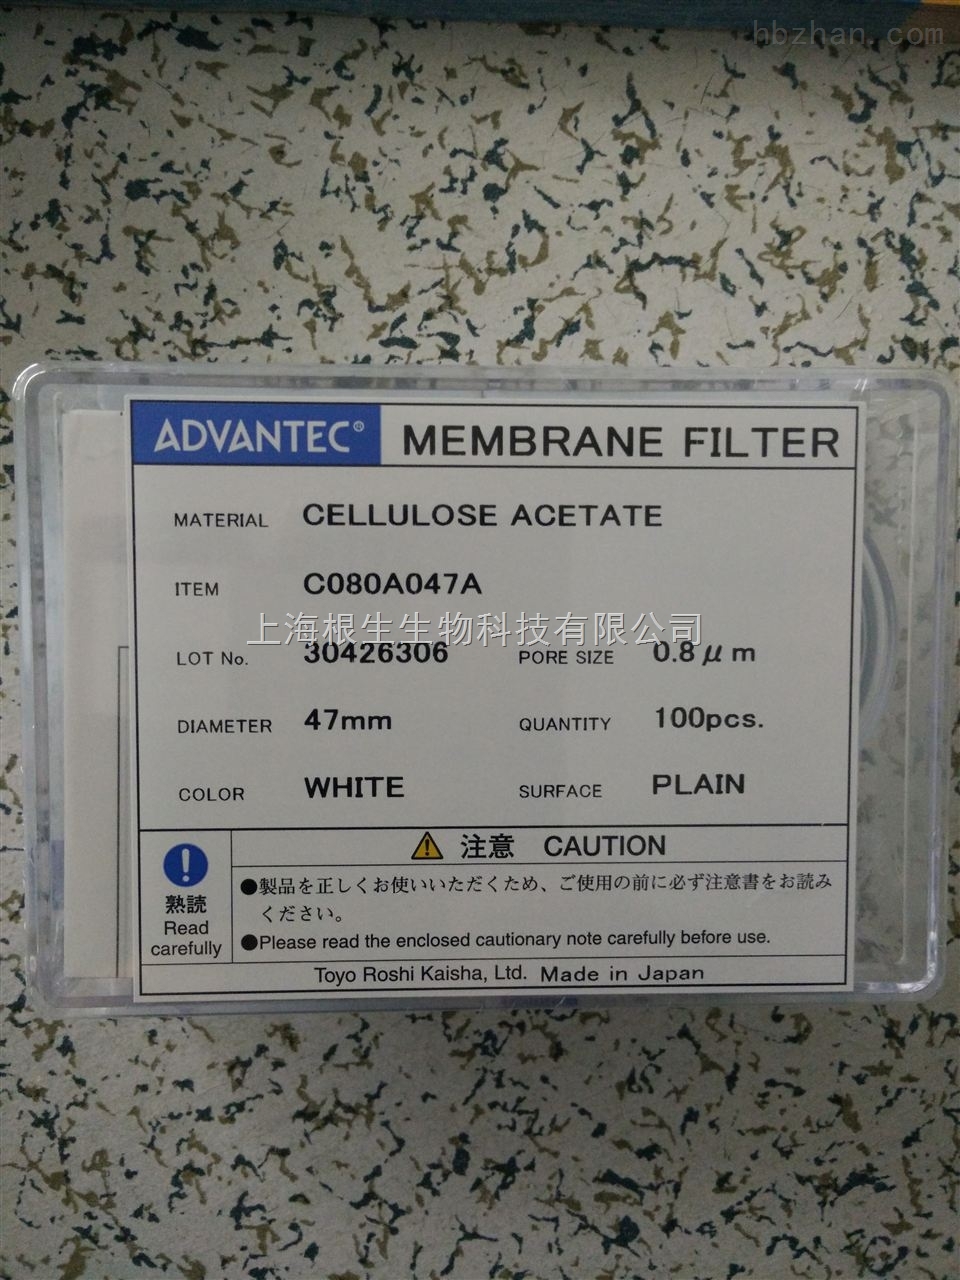 hbzhan.com
ADVANTEC® MEMBRANE FILTER
MATERIAL CELLULOSE ACETATE
ITEM C080A047A
上海根生生物科技有限公司
LOT No. 30426306 PORE SIZE 0.8μm
DIAMETER 47mm QUANTITY 100pcs.
COLOR WHITE SURFACE PLAIN
注意 CAUTION
熟読
Read
carefully
●製品を正しくお使いいただくため、ご使用の前に必ず注意書をお読み
ください。
●Please read the enclosed cautionary note carefully before use.
Toyo Roshi Kaisha, Ltd. Made in Japan